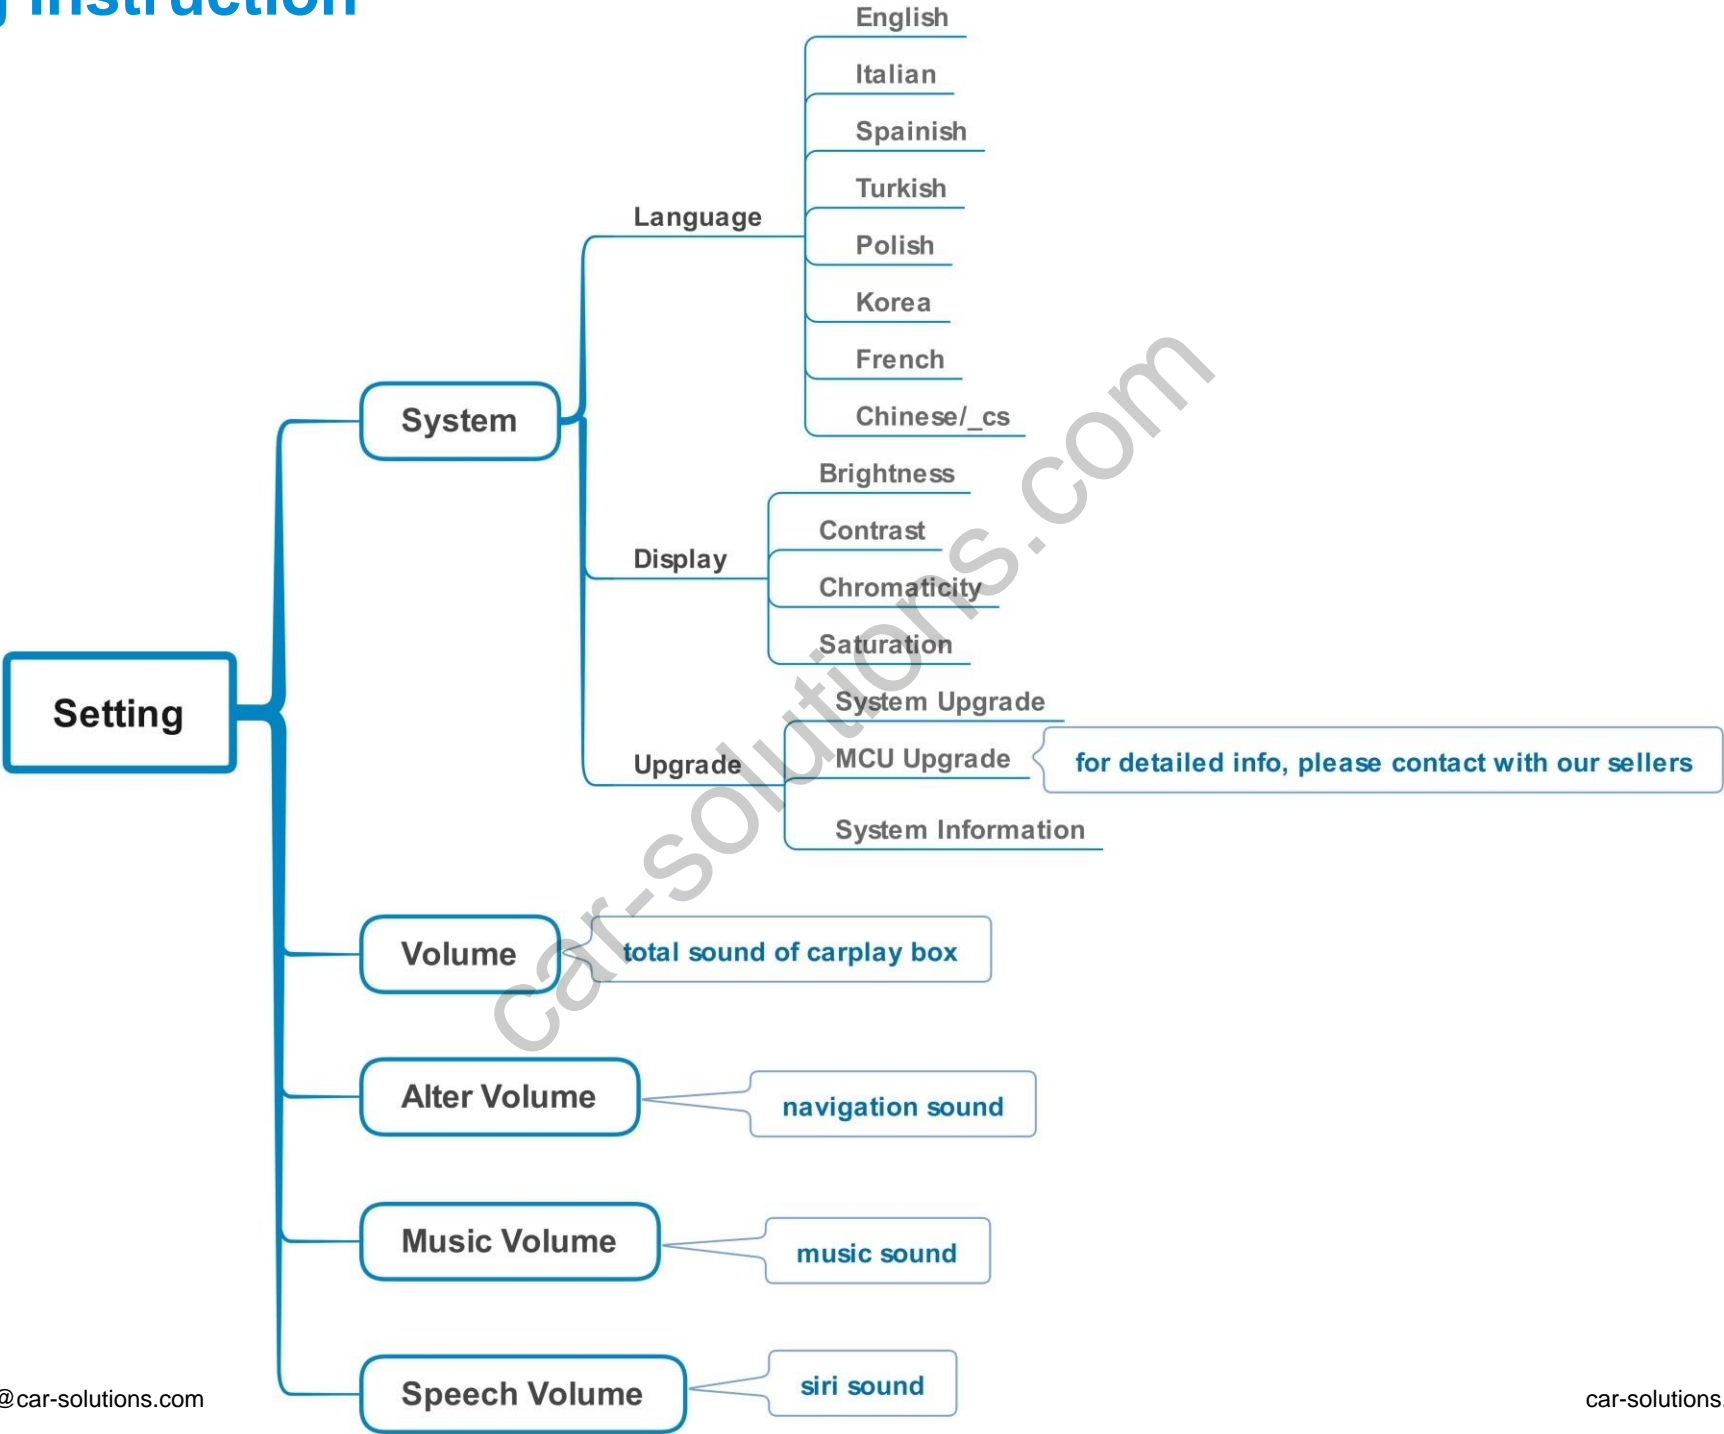 g instruction
English
Italian
Spainish
Turkish
Language
Polish
Korea
French
Chinese/_cs
System
Brightness
Contrast
Display
Chromaticity
Saturation
System Upgrade
Setting
Upgrade
MCU Upgrade
for detailed info, please contact with our sellers
System Information
Volume
total sound of carplay box
Alter Volume
navigation sound
Music Volume
music sound
Speech Volume
siri sound
car-solutions.com
@car-solutions.com
car-solutions.